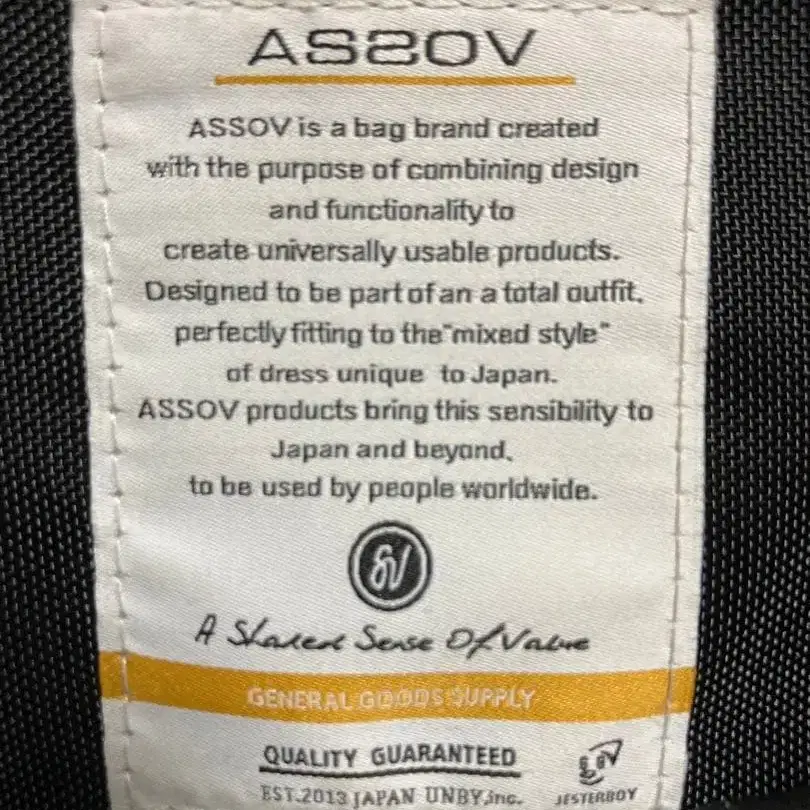 ASSOV
ASSOV is a bag brand created
with the purpose of combining design
and functionality to
create universally usable products.
Designed to be part of an a total outfit,
perfectly fitting to the "mixed style"
of dress unique to Japan.
ASSOV products bring this sensibility to
Japan and beyond,
to be used by people worldwide.
A Shared Sense Of Value
GENERAL GOODS SUPPLY
QUALITY GUARANTEED
EST.2013 JAPAN UNBY,inc.
JESTERBOY